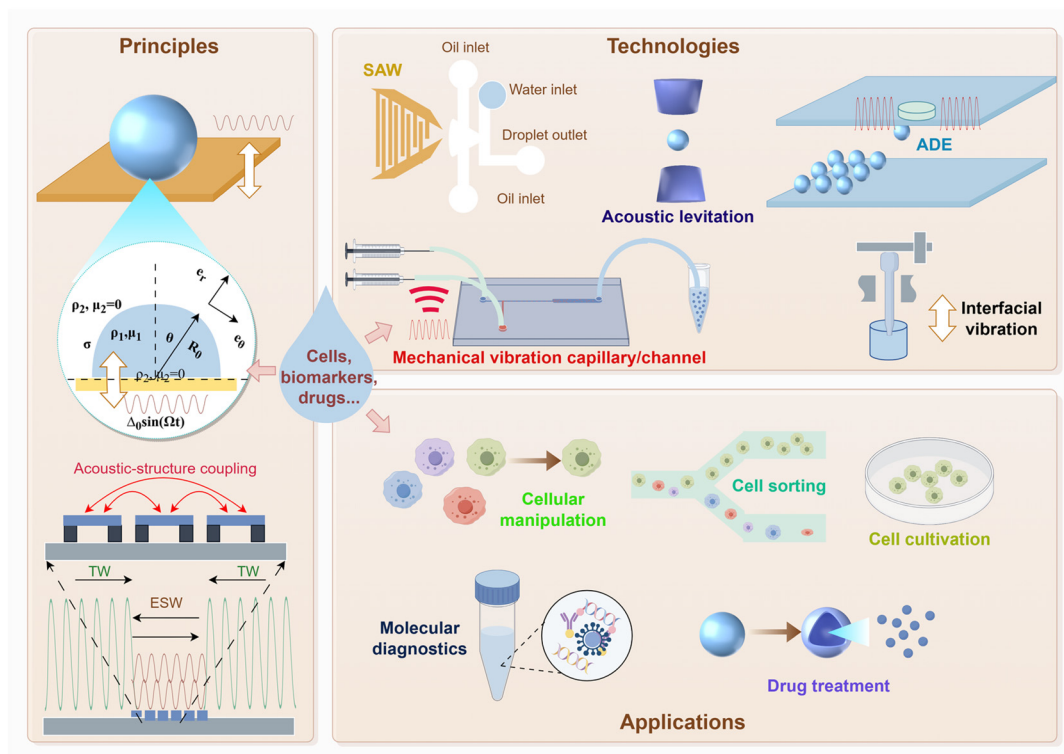 Principles
ρ₂, μ₂=0
e_r
σ
ρ₁,μ₁
θ
R₀
e_θ
ρ₂, μ₂=0
Δ₀sin(Ωt)
Acoustic-structure coupling
TW
TW
ESW
Cells,
biomarkers,
drugs...
Technologies
SAW
Oil inlet
Water inlet
Droplet outlet
Oil inlet
Acoustic levitation
ADE
Mechanical vibration capillary/channel
Interfacial
vibration
Cellular
manipulation
Cell sorting
Cell cultivation
Molecular
diagnostics
Drug treatment
Applications